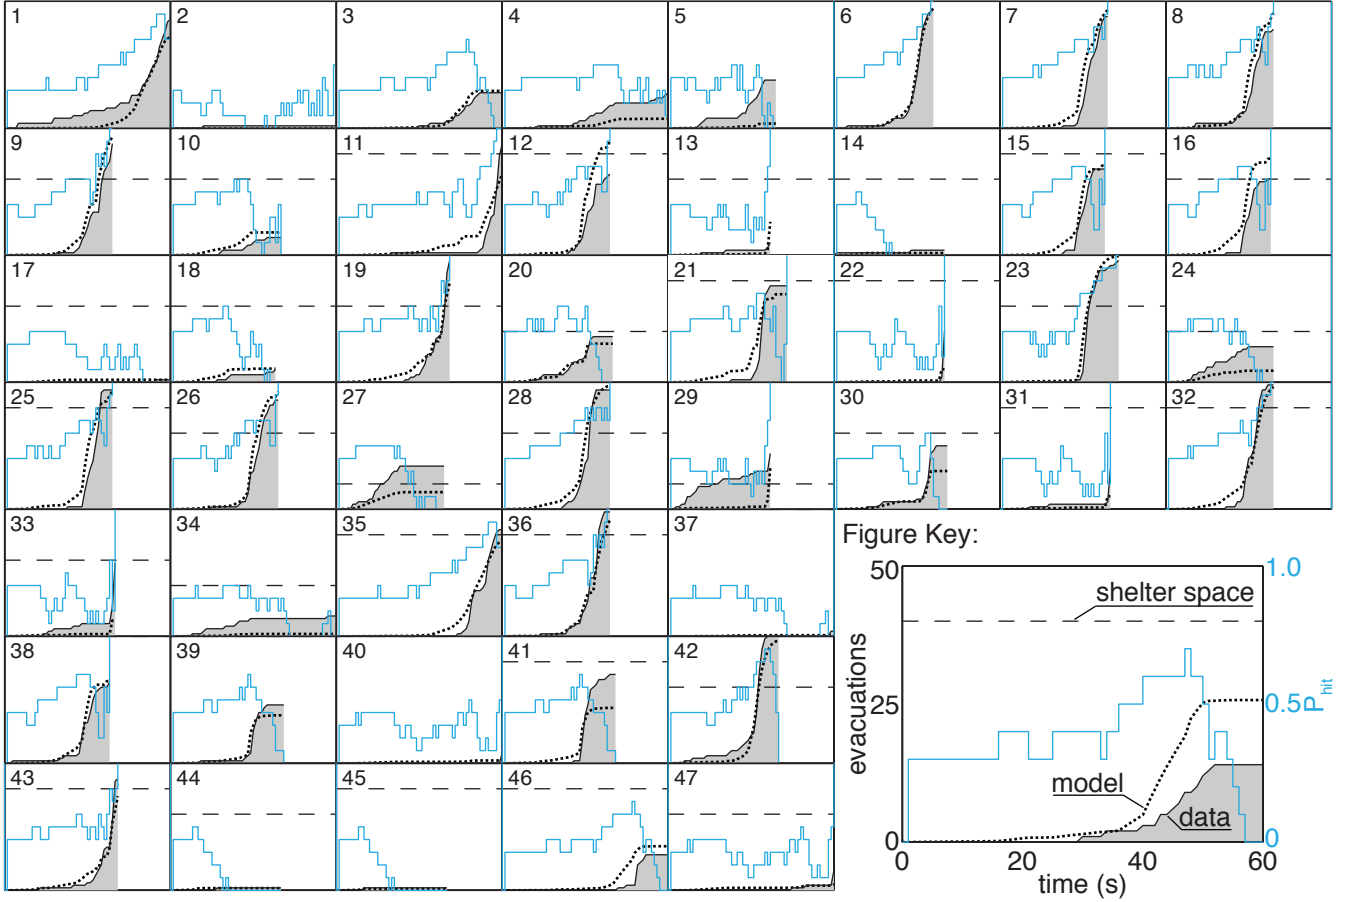 1 2 3 4 5 6 7 8
9 10 11 12 13 14 15 16
17 18 19 20 21 22 23 24
25 26 27 28 29 30 31 32
33 34 35 36 37
Figure Key:
38 39 40 41 42
43 44 45 46 47
50 1.0
shelter space
evacuations
25 0.5 P hit
model
data
0 0
0 20 40 60
time (s)